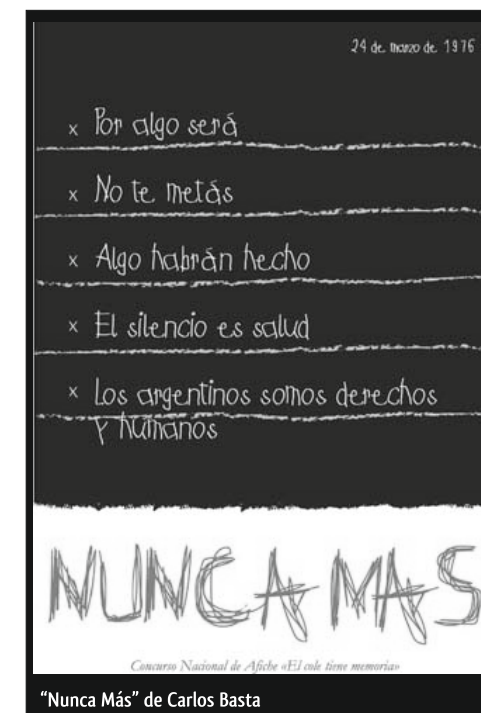 24 de marzo de 1976
x Por algo será
x No te metás
x Algo habrán hecho
x El silencio es salud
x Los argentinos somos derechos
y humanos
NUNCA MAS
Concurso Nacional de Afiche «El cole tiene memoria»
"Nunca Más" de Carlos Basta